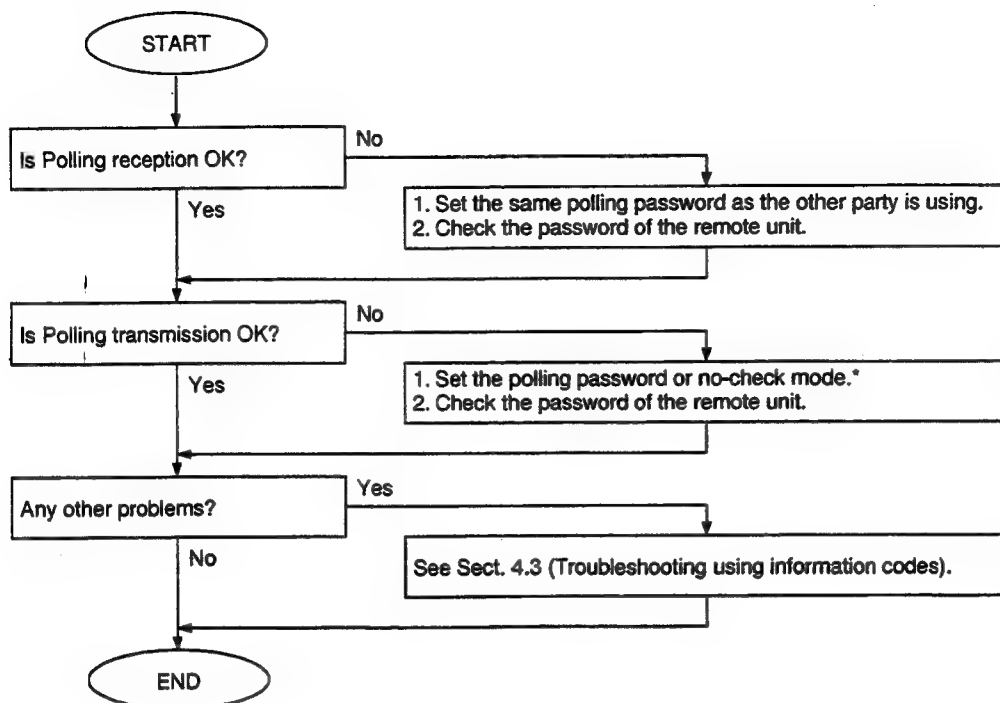 START
Is Polling reception OK?
No
Yes
1. Set the same polling password as the other party is using.
2. Check the password of the remote unit.
Is Polling transmission OK?
No
Yes
1. Set the polling password or no-check mode.*
2. Check the password of the remote unit.
Any other problems?
Yes
No
See Sect. 4.3 (Troubleshooting using information codes).
END